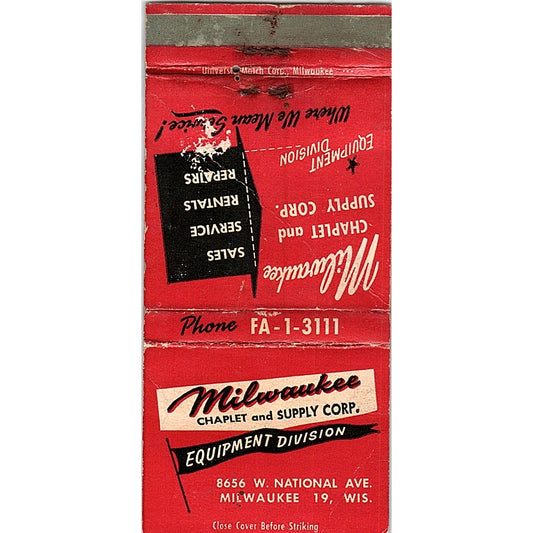 Universal Match Corp., Milwaukee
Where We Mean Service!
EQUIPMENT
DIVISION
REPAIRS
RENTALS
SERVICE
SALES
Milwaukee
CHAPLET and
SUPPLY CORP.
Phone FA-1-3111
Milwaukee
CHAPLET and SUPPLY CORP.
EQUIPMENT DIVISION
8656 W. NATIONAL AVE.
MILWAUKEE 19, WIS.
Close Cover Before Striking